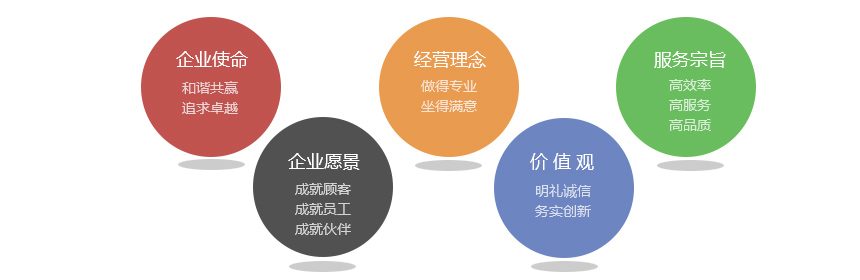 企业使命
和谐共赢
追求卓越
企业愿景
成就顾客
成就员工
成就伙伴
经营理念
做得专业
坐得满意
价值观
明礼诚信
务实创新
服务宗旨
高效率
高服务
高品质